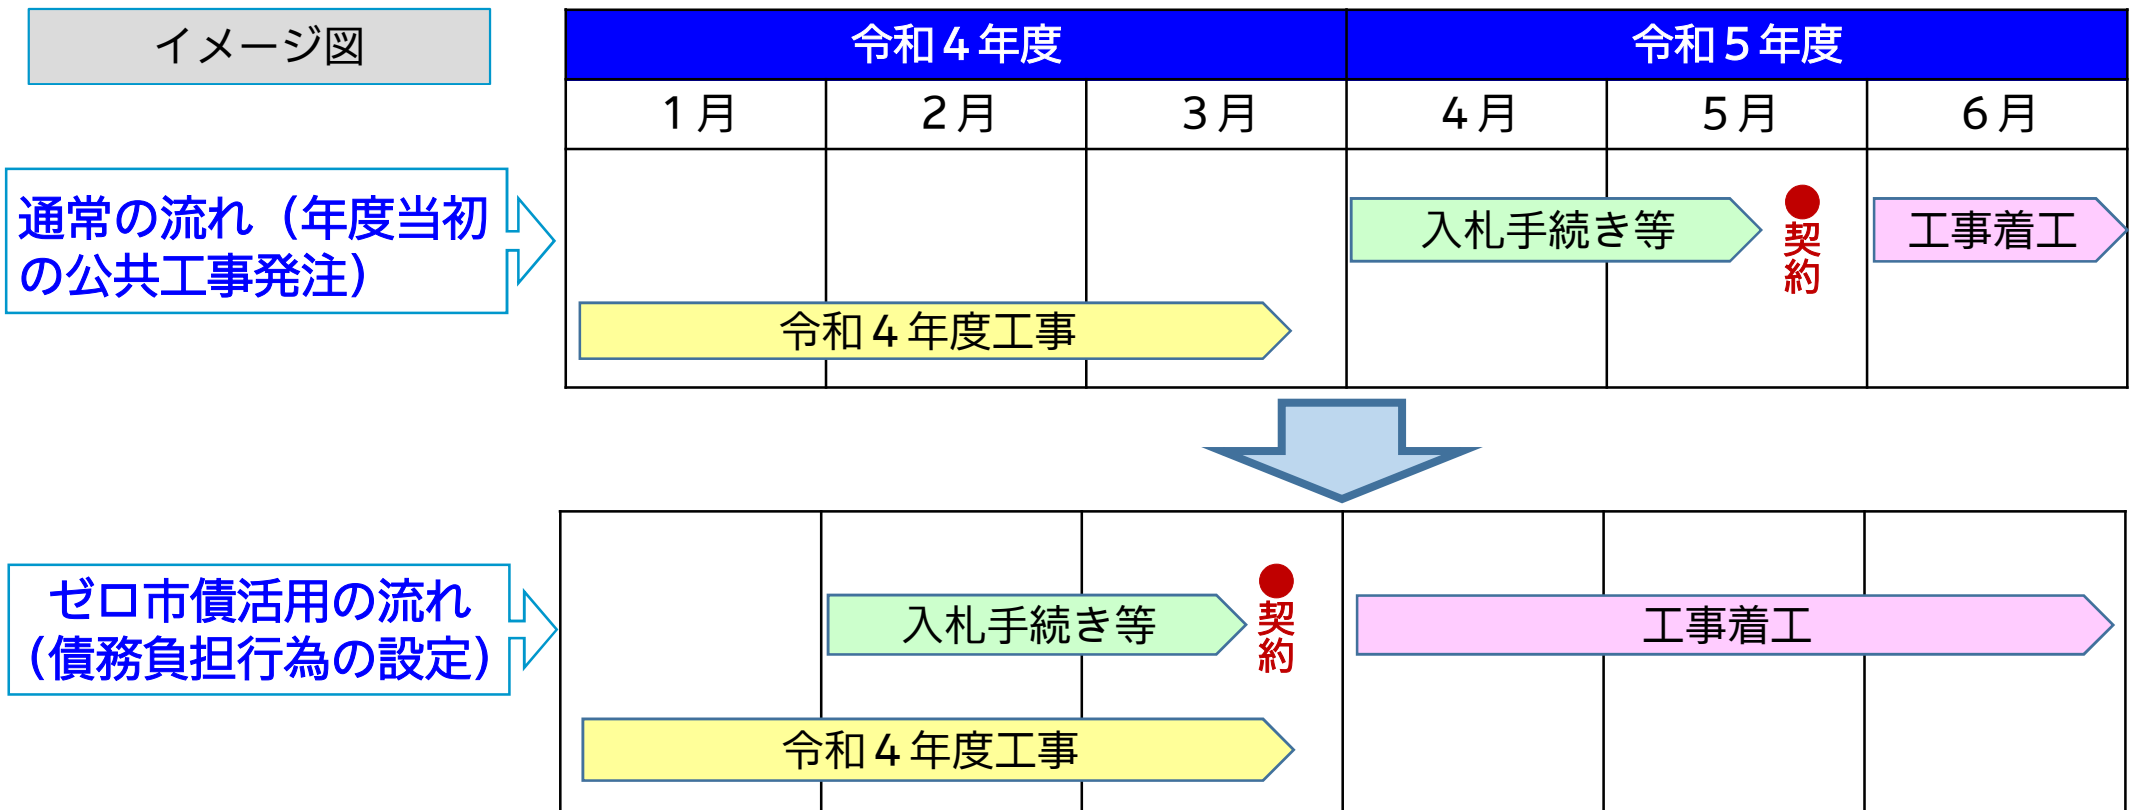 イメージ図
令和4年度
令和5年度
1月
2月
3月
4月
5月
6月
通常の流れ（年度当初
の公共工事発注）
入札手続き等
●契約
工事着工
令和4年度工事
ゼロ市債活用の流れ
（債務負担行為の設定）
入札手続き等
●契約
工事着工
令和4年度工事